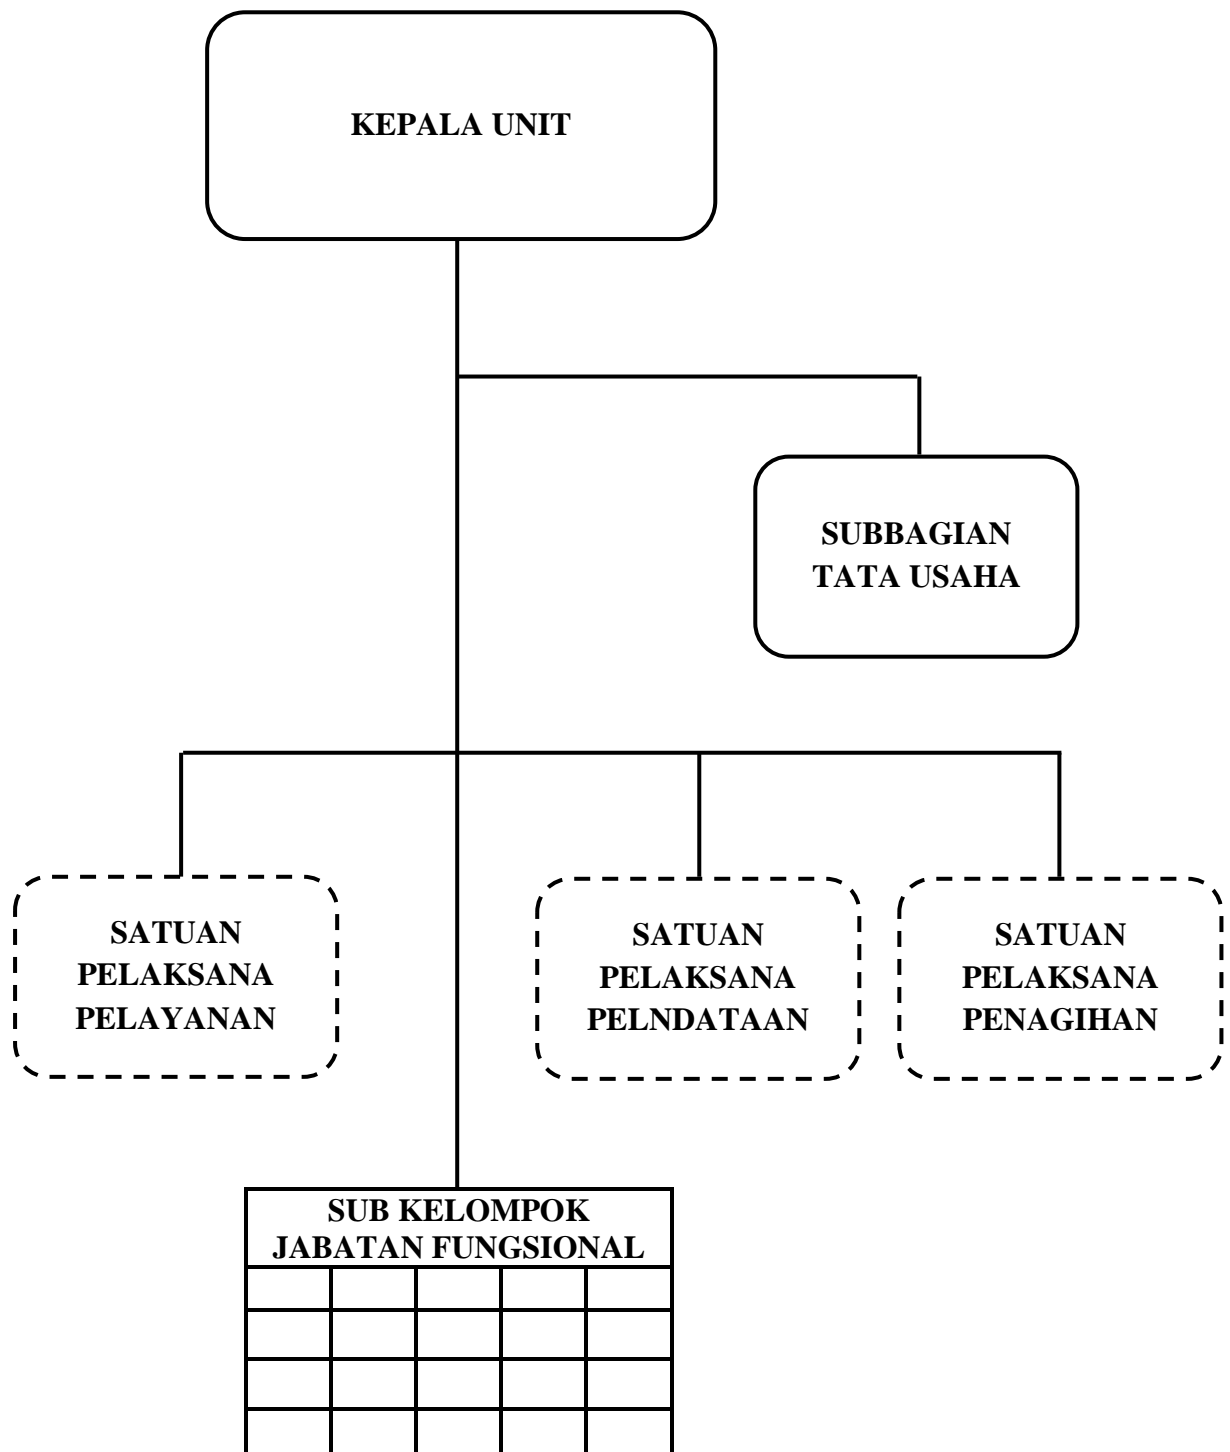 KEPALA UNIT
SUBBAGIAN
TATA USAHA
SATUAN
PELAKSANA
PELAYANAN
SATUAN
PELAKSANA
PELNDATAAN
SATUAN
PELAKSANA
PENAGIHAN
SUB KELOMPOK
JABATAN FUNGSIONAL